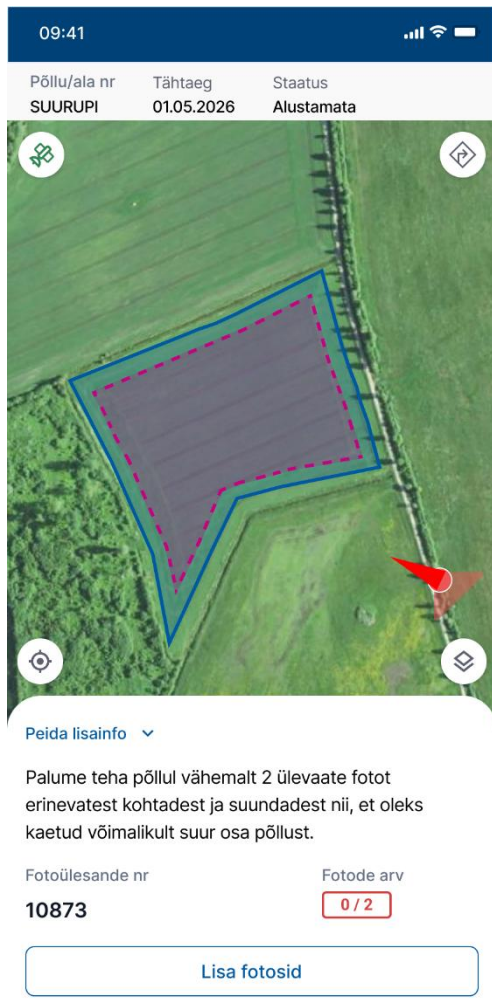 09:41
Põllu/ala nr Tähtaeg Staatus
SUURUPI 01.05.2026 Alustamata
Peida lisainfo
Palume teha põllul vähemalt 2 ülevaate fotot
erinevatest kohtadest ja suundadest nii, et oleks
kaetud võimalikult suur osa põllust.
Fotoülesande nr Fotode arv
10873 0 / 2
Lisa fotosid